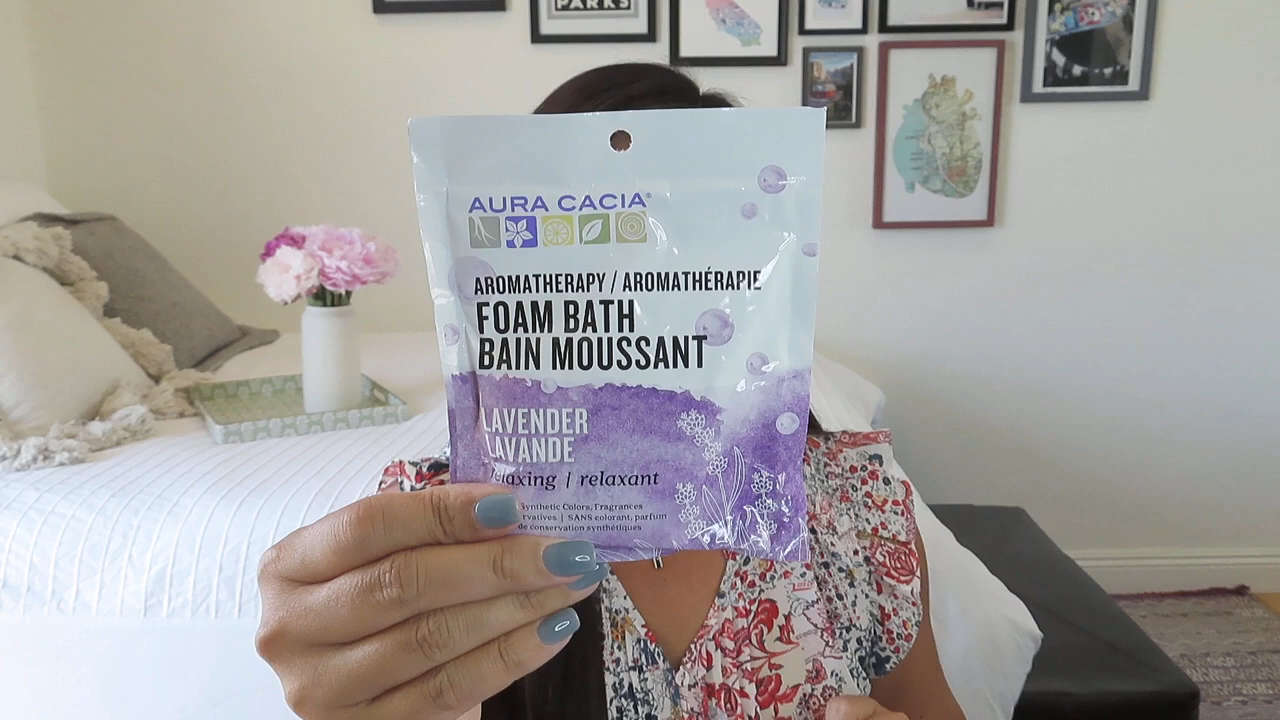 PARKS
AURA CACIA®
AROMATHERAPY / AROMATHÉRAPIE
FOAM BATH
BAIN MOUSSANT
LAVENDER
LAVANDE
relaxing | relaxant
Synthetic Colors, Fragrances
| SANS colorant, parfum
de conservation synthétiques